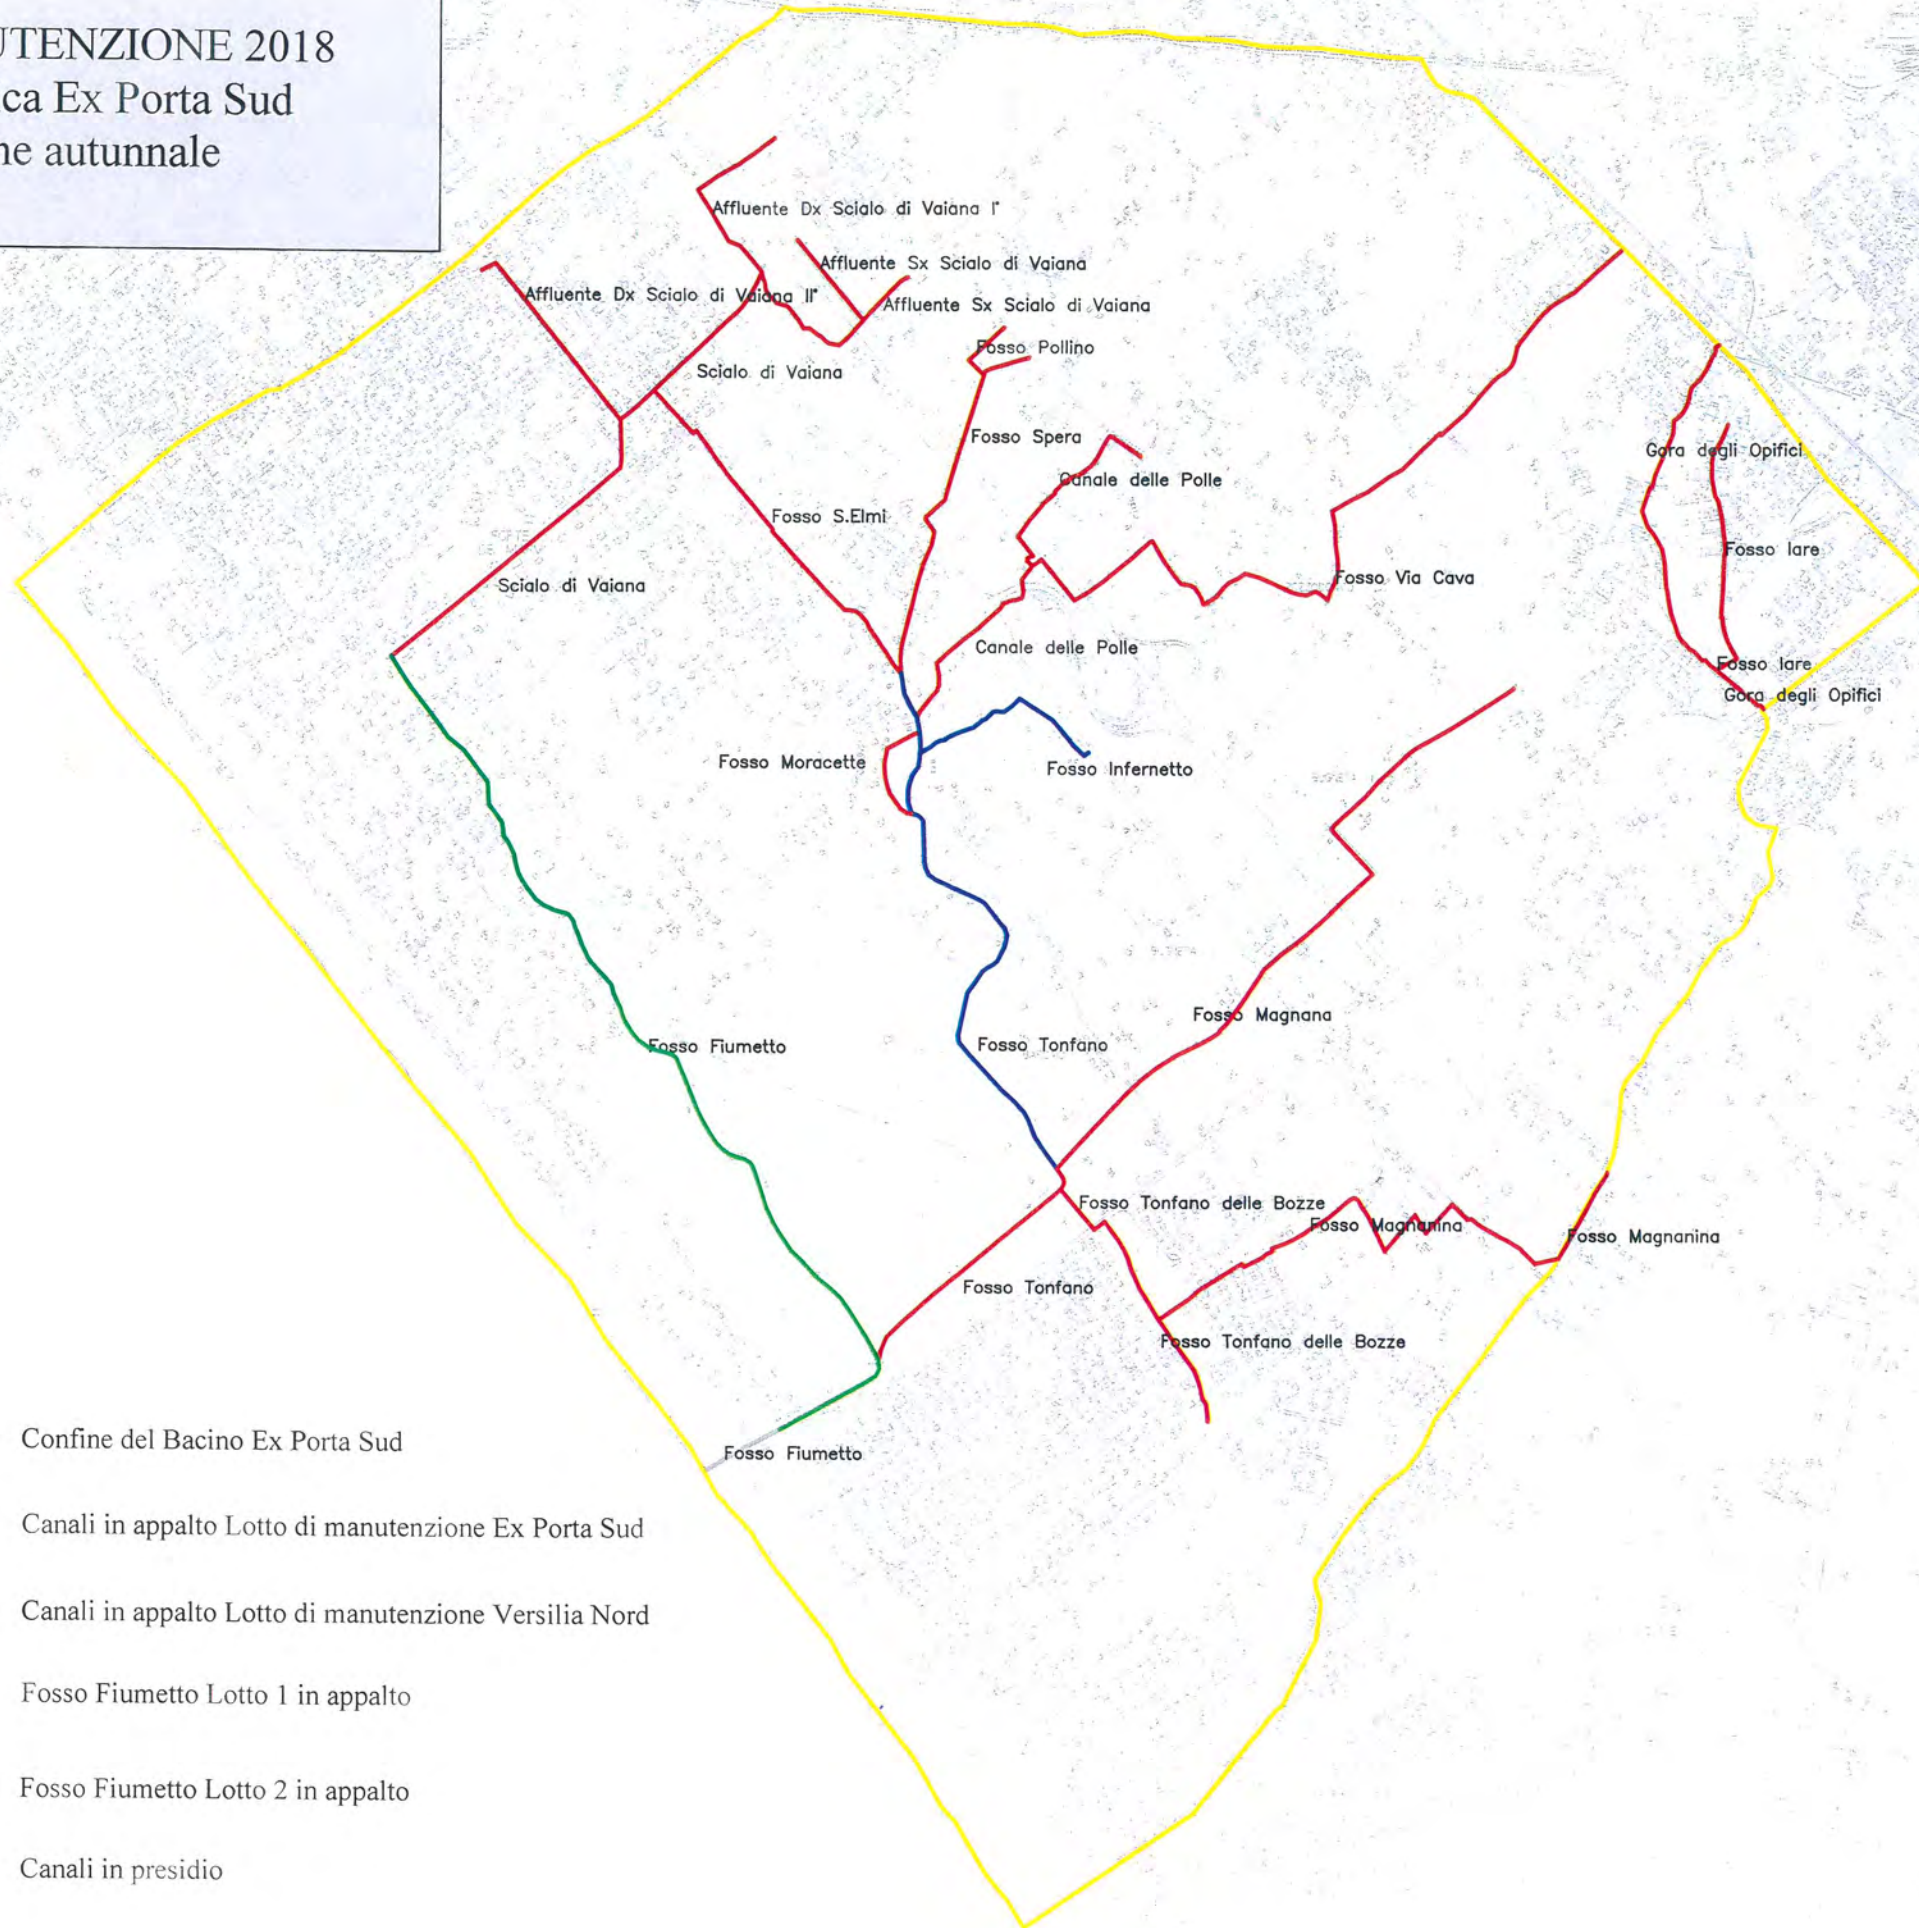 UTENZIONE 2018
ca Ex Porta Sud
ne autunnale
Affluente Dx Scialo di Vaiana I°
Affluente Sx Scialo di Vaiana
Affluente Dx Scialo di Vaiana II°
Affluente Sx Scialo di Vaiana
Fosso Pollino
Scialo di Vaiana
Fosso Spera
Gora degli Opifici
Canale delle Polle
Fosso S.Elmi
Fosso Iare
Fosso Via Cava
Scialo di Vaiana
Canale delle Polle
Fosso Iare
Gora degli Opifici
Fosso Moracette
Fosso Infernetto
Fosso Magnana
Fosso Tonfano
Fosso Fiumetto
Fosso Tonfano delle Bozze
Fosso Magnanina
Fosso Magnanina
Fosso Tonfano
Fosso Tonfano delle Bozze
Fosso Fiumetto
Confine del Bacino Ex Porta Sud
Canali in appalto Lotto di manutenzione Ex Porta Sud
Canali in appalto Lotto di manutenzione Versilia Nord
Fosso Fiumetto Lotto 1 in appalto
Fosso Fiumetto Lotto 2 in appalto
Canali in presidio